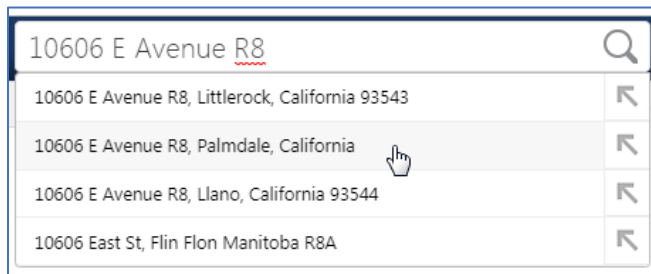 10606 E Avenue R8
10606 E Avenue R8, Littlerock, California 93543
10606 E Avenue R8, Palmdale, California
10606 E Avenue R8, Llano, California 93544
10606 East St, Flin Flon Manitoba R8A